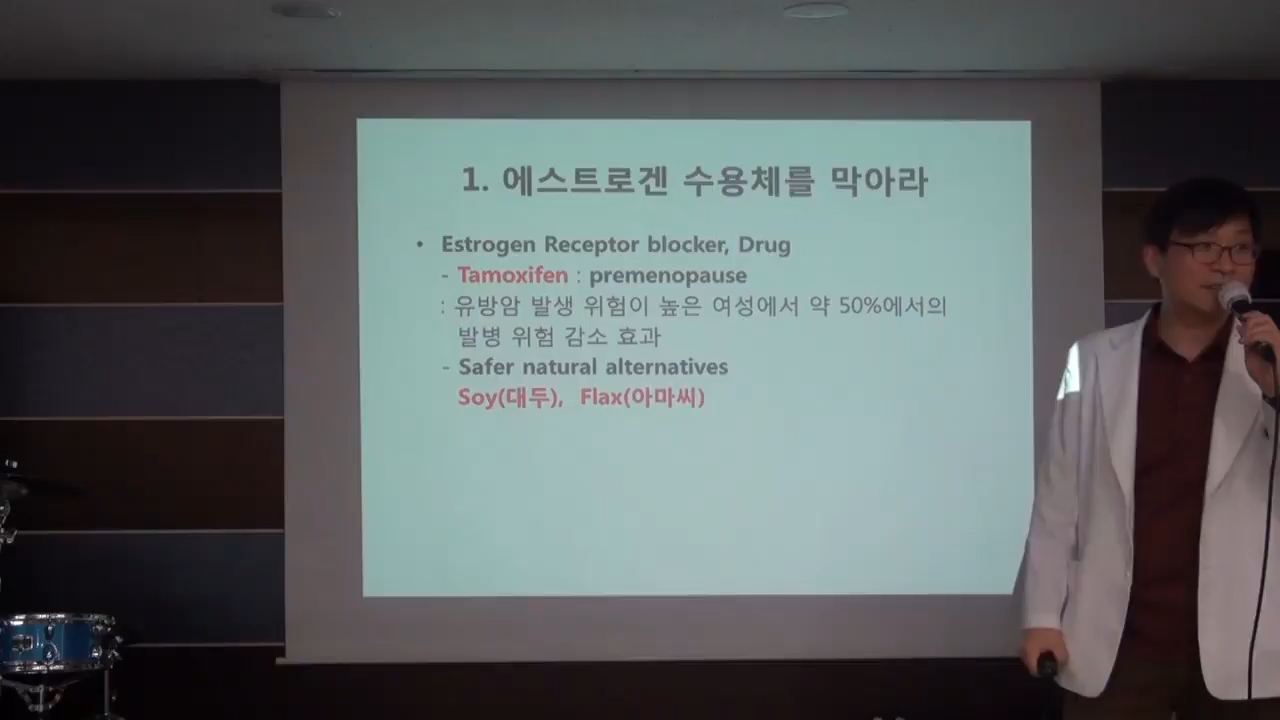 1. 에스트로겐 수용체를 막아라
• Estrogen Receptor blocker, Drug
- Tamoxifen : premenopause
: 유방암 발생 위험이 높은 여성에서 약 50%에서의
발병 위험 감소 효과
- Safer natural alternatives
Soy(대두), Flax(아마씨)